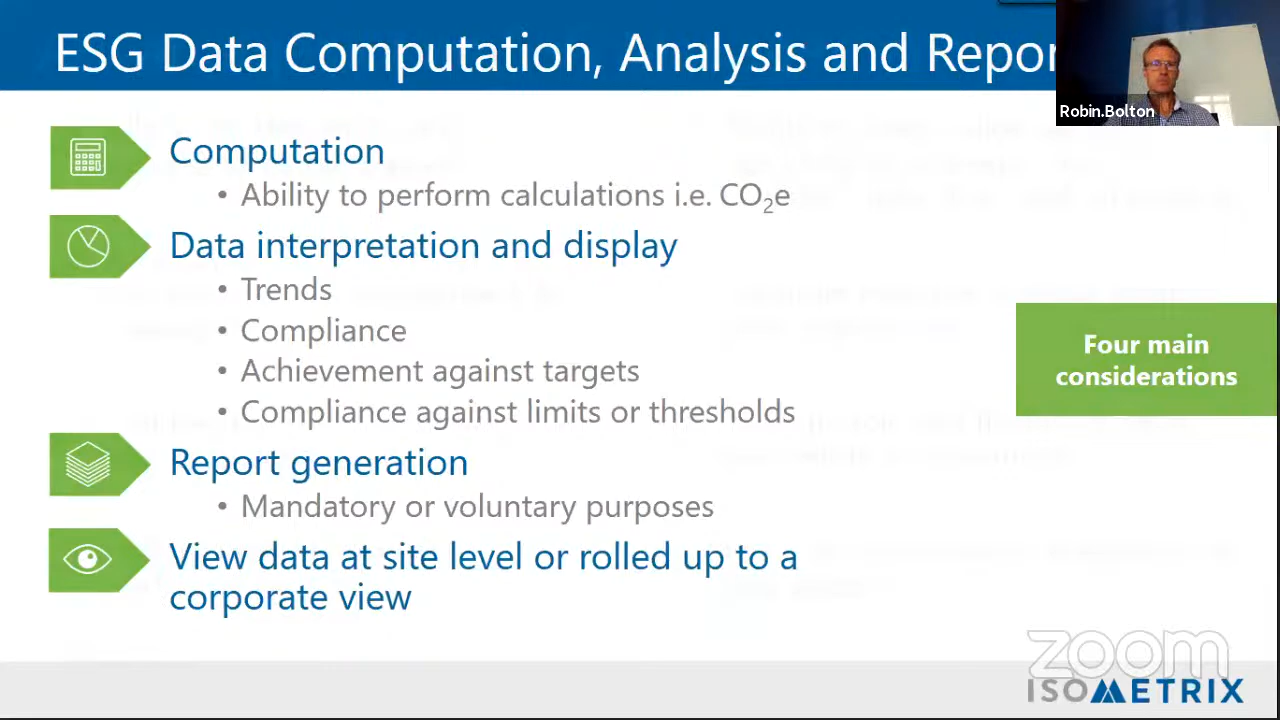 ESG Data Computation, Analysis and Repor
Robin.Bolton
Computation
• Ability to perform calculations i.e. CO₂e
Data interpretation and display
• Trends
• Compliance
• Achievement against targets
• Compliance against limits or thresholds
Four main
considerations
Report generation
• Mandatory or voluntary purposes
View data at site level or rolled up to a
corporate view
zoom
ISOMETRIX